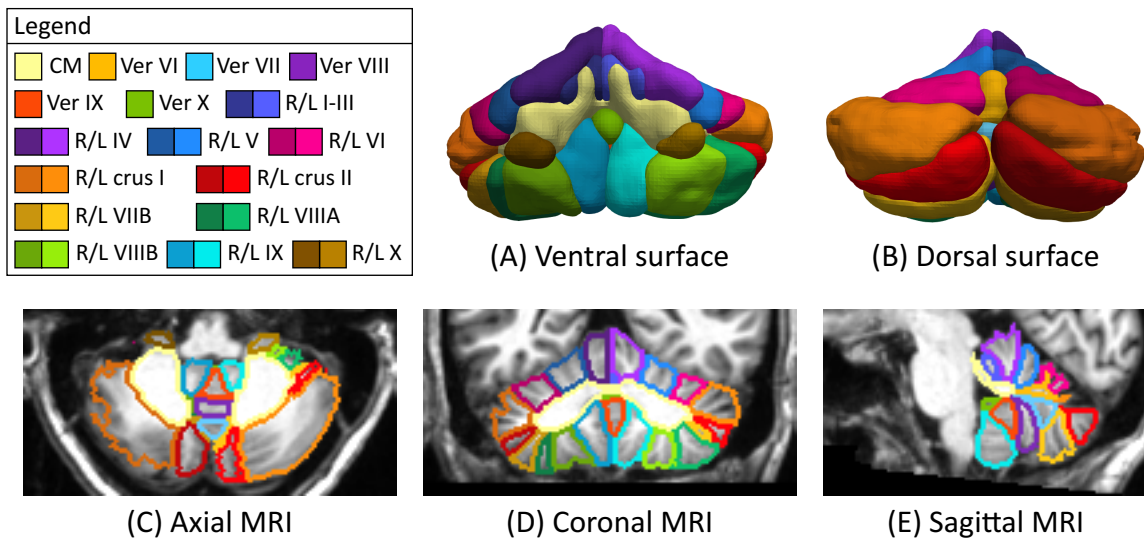 Legend
CM Ver VI Ver VII Ver VIII
Ver IX Ver X R/L I-III
R/L IV R/L V R/L VI
R/L crus I R/L crus II
R/L VIIB R/L VIIIA
R/L VIIIB R/L IX R/L X
(A) Ventral surface
(B) Dorsal surface
(C) Axial MRI
(D) Coronal MRI
(E) Sagittal MRI